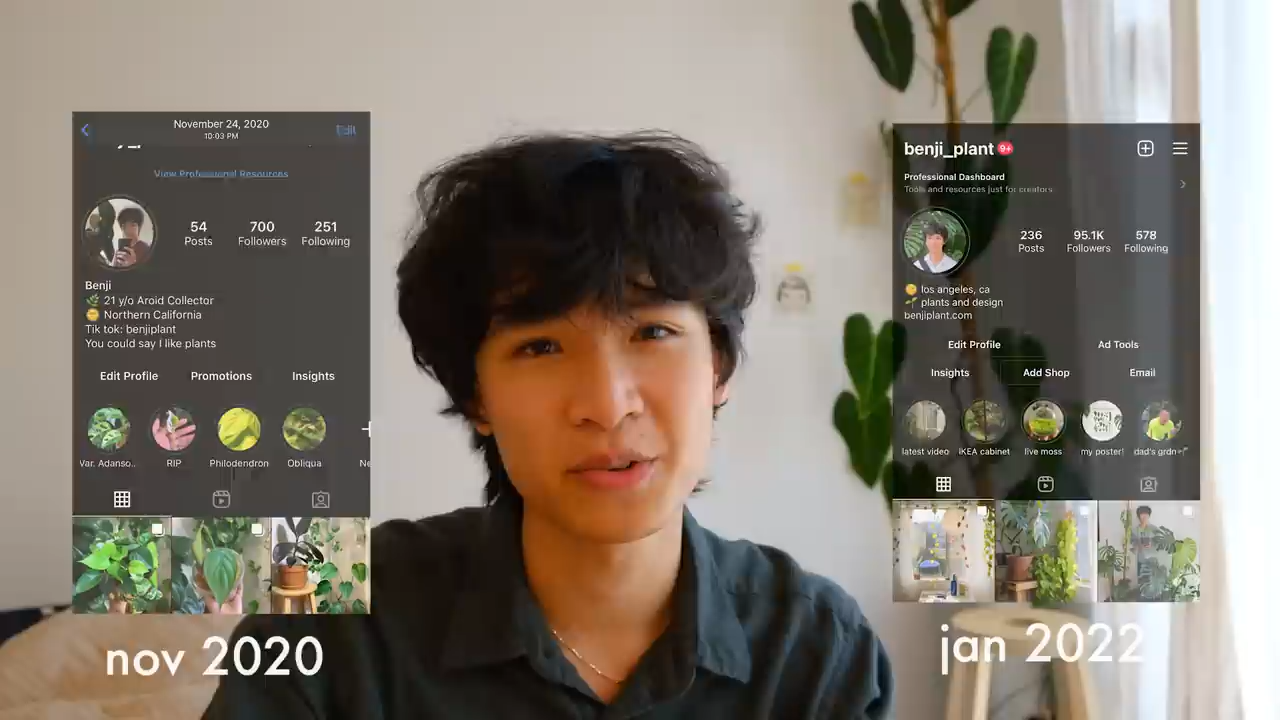 November 24, 2020
10:03 PM
Edit
View Professional Resources
54 700 251
Posts Followers Following
Benji
🌿 21 y/o Aroid Collector
🌞 Northern California
Tik tok: benjiplant
You could say I like plants
Edit Profile Promotions Insights
Var. Adanso.. RIP Philodendron Obliqua Ne
nov 2020
benji_plant 9+
Professional Dashboard
Tools and resources just for creators
236 95.1K 578
Posts Followers Following
🌞 los angeles, ca
🌱 plants and design
benjiplant.com
Edit Profile Ad Tools
Insights Add Shop Email
latest video IKEA cabinet live moss my poster! dad's grdn
jan 2022